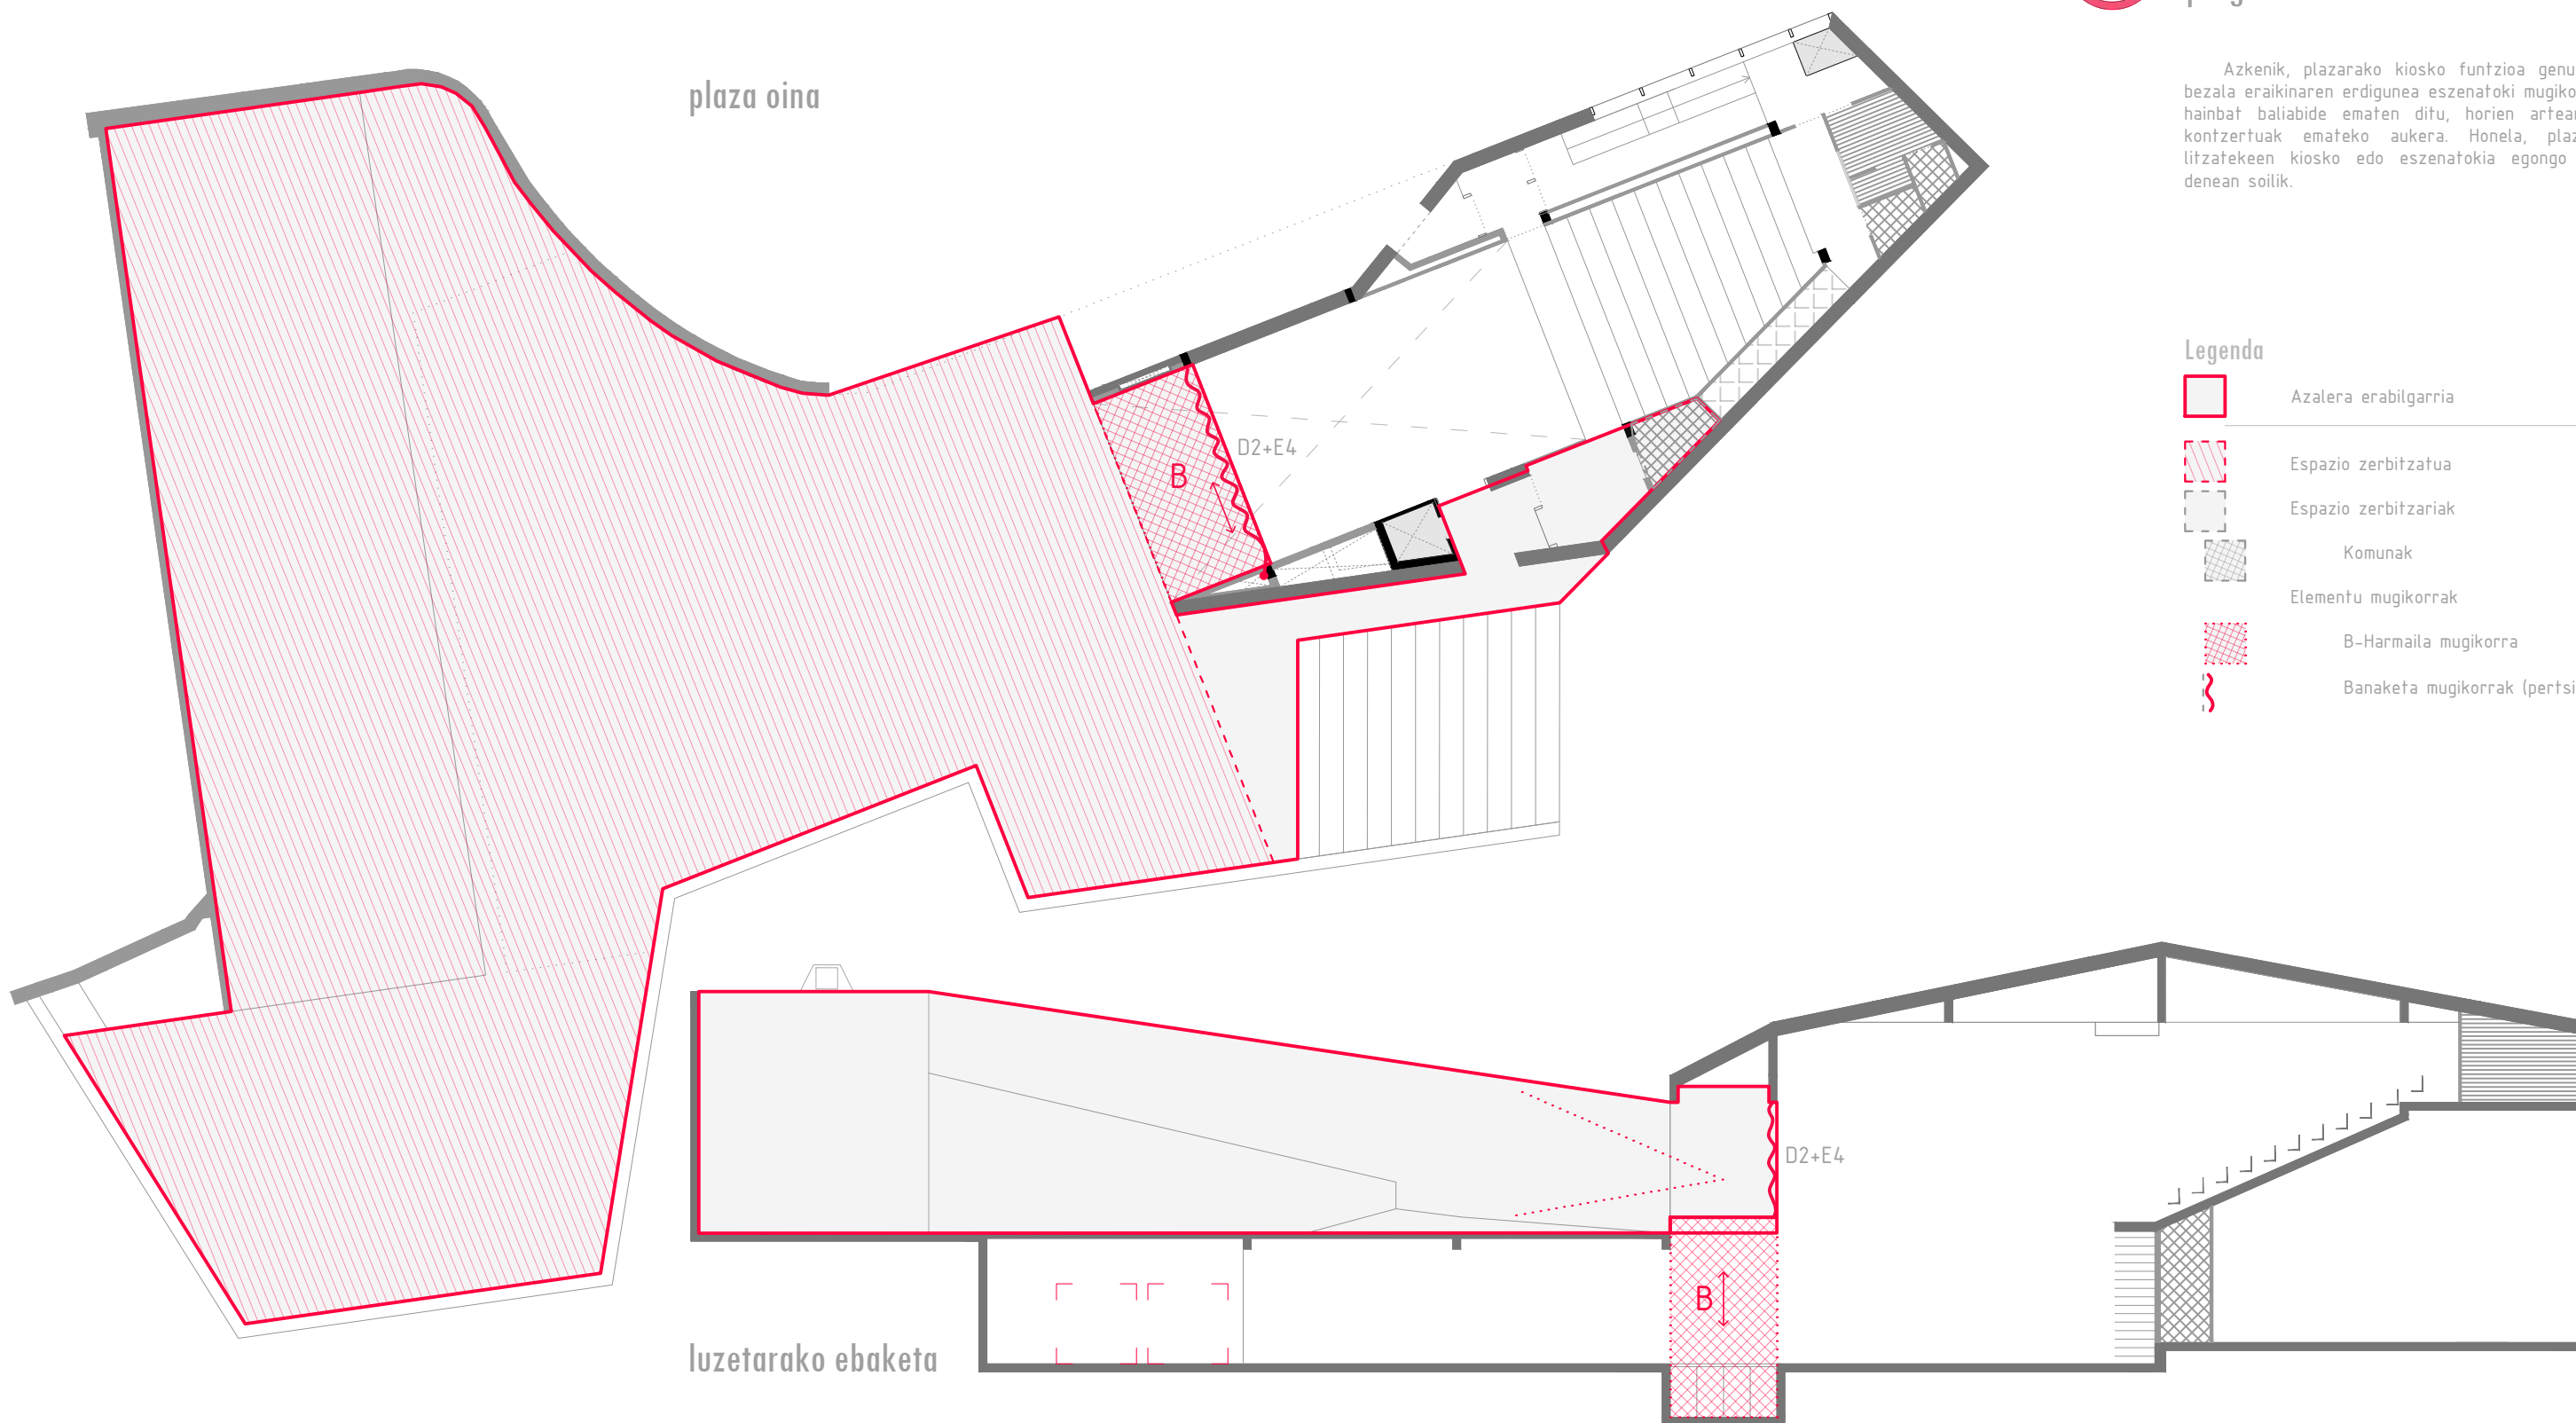 plaza oina
Azkenik, plazarako kiosko funtzioa genu
bezala eraikinaren erdigunea eszenatoki mugiko
hainbat baliabide ematen ditu, horien artear
kontzertuak emateko aukera. Honela, plaz
litzatekeen kiosko edo eszenatokia egongo
denean soilik.
Legenda
Azalera erabilgarria
Espazio zerbitzatua
Espazio zerbitzariak
Komunak
Elementu mugikorrak
B-Harmaila mugikorra
Banaketa mugikorrak (pertsi
B
D2+E4
D2+E4
B
luzetarako ebaketa